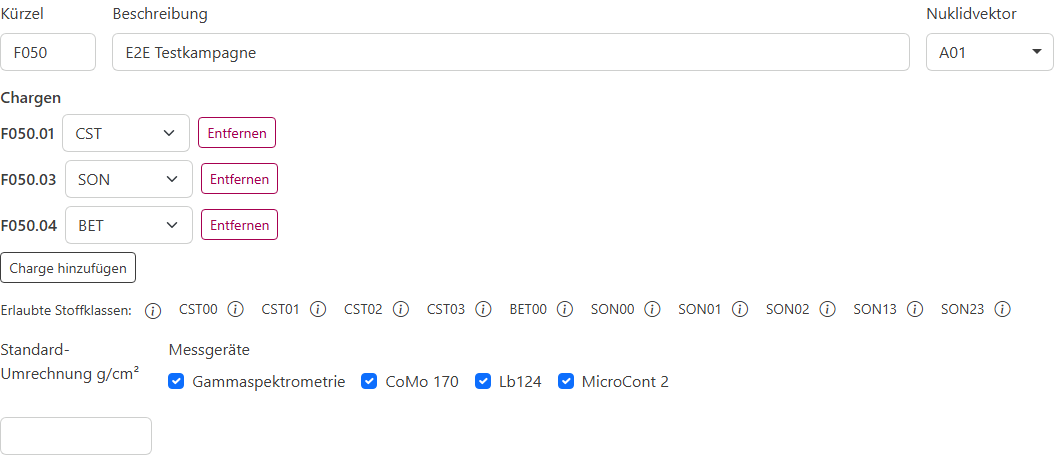 Kürzel Beschreibung Nuklidvektor
F050 E2E Testkampagne A01
Chargen
F050.01 CST Entfernen
F050.03 SON Entfernen
F050.04 BET Entfernen
Charge hinzufügen
Erlaubte Stoffklassen: i CST00 i CST01 i CST02 i CST03 i BET00 i SON00 i SON01 i SON02 i SON13 i SON23 i
Standard-
Umrechnung g/cm²
Messgeräte
Gammaspektrometrie CoMo 170 Lb124 MicroCont 2